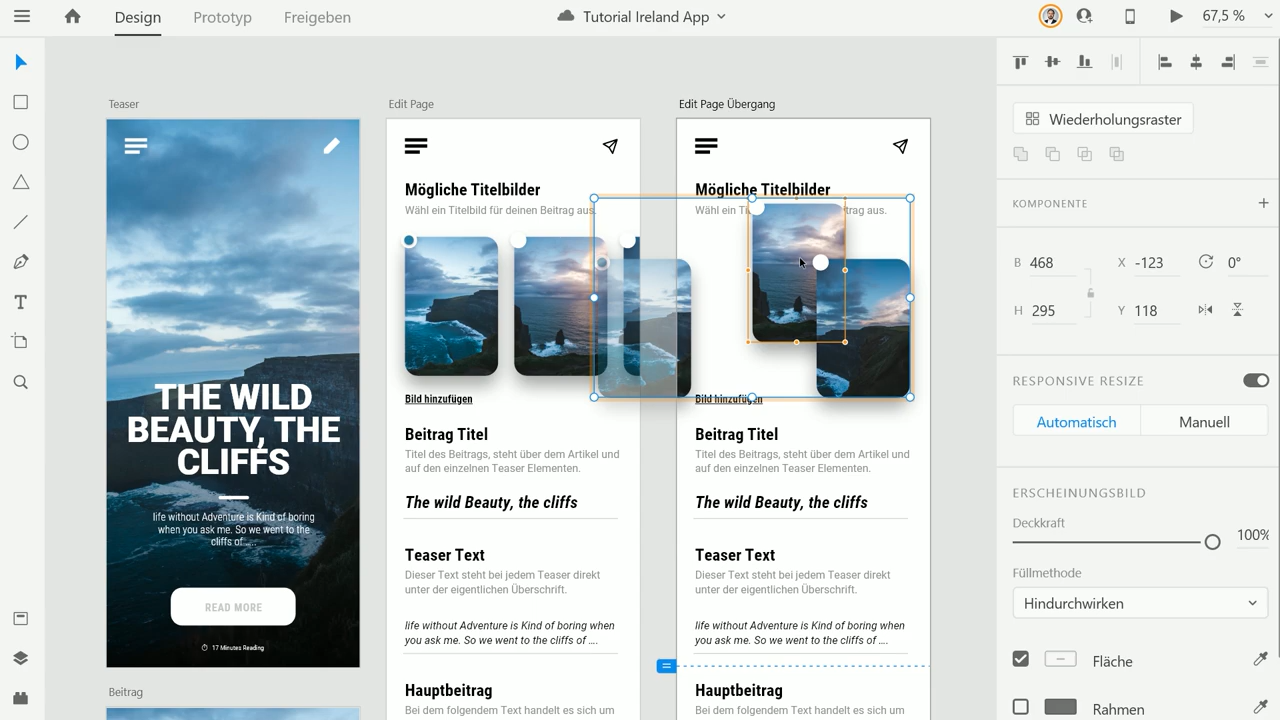 Design
Prototyp
Freigeben
Tutorial Ireland App
67,5 %
Teaser
Edit Page
Edit Page Übergang
THE WILD
BEAUTY, THE
CLIFFS
life without Adventure is Kind of boring
when you ask me. So we went to the
cliffs of ....
READ MORE
17 Minutes Reading
Beitrag
Mögliche Titelbilder
Wähl ein Titelbild für deinen Beitrag aus.
Bild hinzufügen
Beitrag Titel
Titel des Beitrags, steht über dem Artikel und
auf den einzelnen Teaser Elementen.
The wild Beauty, the cliffs
Teaser Text
Dieser Text steht bei jedem Teaser direkt
unter der eigentlichen Überschrift.
life without Adventure is Kind of boring when
you ask me. So we went to the cliffs of ....
Hauptbeitrag
Bei dem folgendem Text handelt es sich um
Mögliche Titelbilder
Wähl ein Ti
trag aus.
Bild hinzufügen
Beitrag Titel
Titel des Beitrags, steht über dem Artikel und
auf den einzelnen Teaser Elementen.
The wild Beauty, the cliffs
Teaser Text
Dieser Text steht bei jedem Teaser direkt
unter der eigentlichen Überschrift.
life without Adventure is Kind of boring when
you ask me. So we went to the cliffs of ....
Hauptbeitrag
Bei dem folgendem Text handelt es sich um
Wiederholungsraster
KOMPONENTE
B 468 X -123 0°
H 295 Y 118
RESPONSIVE RESIZE
Automatisch
Manuell
ERSCHEINUNGSBILD
Deckkraft
100%
Füllmethode
Hindurchwirken
Fläche
Rahmen